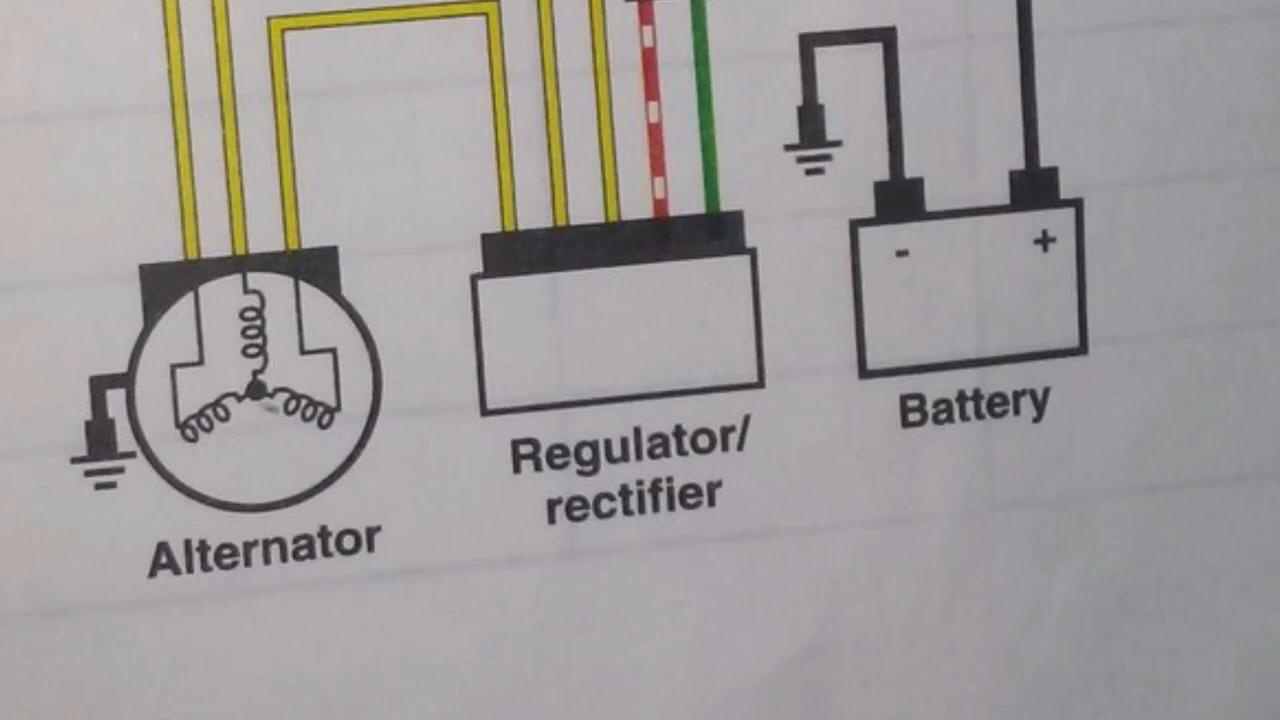 - +
Battery
Regulator/
rectifier
Alternator